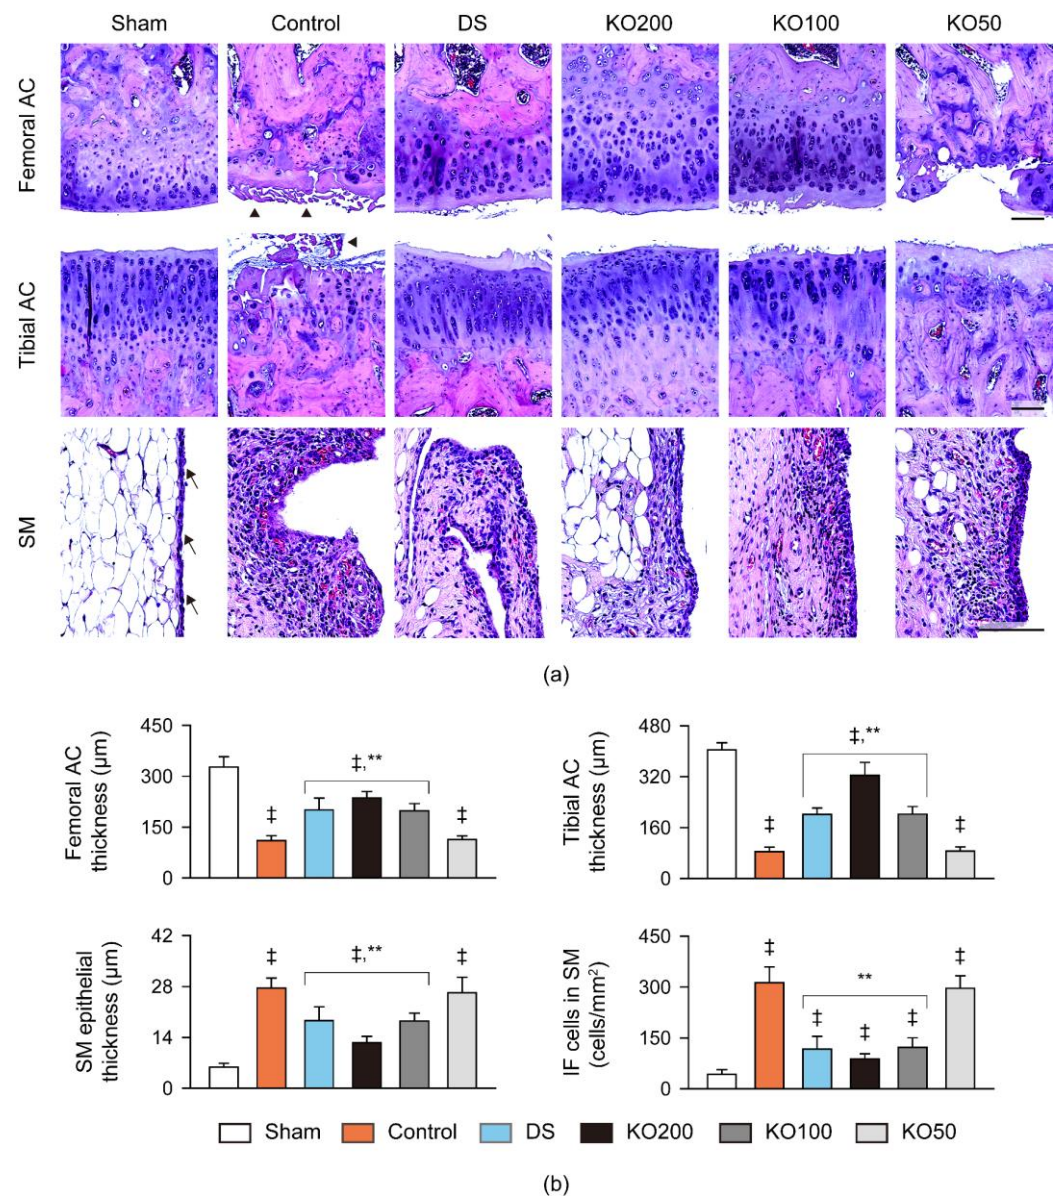 Sham Control DS KO200 KO100 KO50
Femoral AC
Tibial AC
SM
(a)
Femoral AC
thickness (μm)
450
300
150
0
‡
‡,**
‡
Tibial AC
thickness (μm)
480
320
160
0
‡
‡,**
‡
SM epithelial
thickness (μm)
42
28
14
0
‡
‡,**
‡
IF cells in SM
(cells/mm²)
450
300
150
0
‡
**
‡ ‡ ‡
‡
Sham Control DS KO200 KO100 KO50
(b)